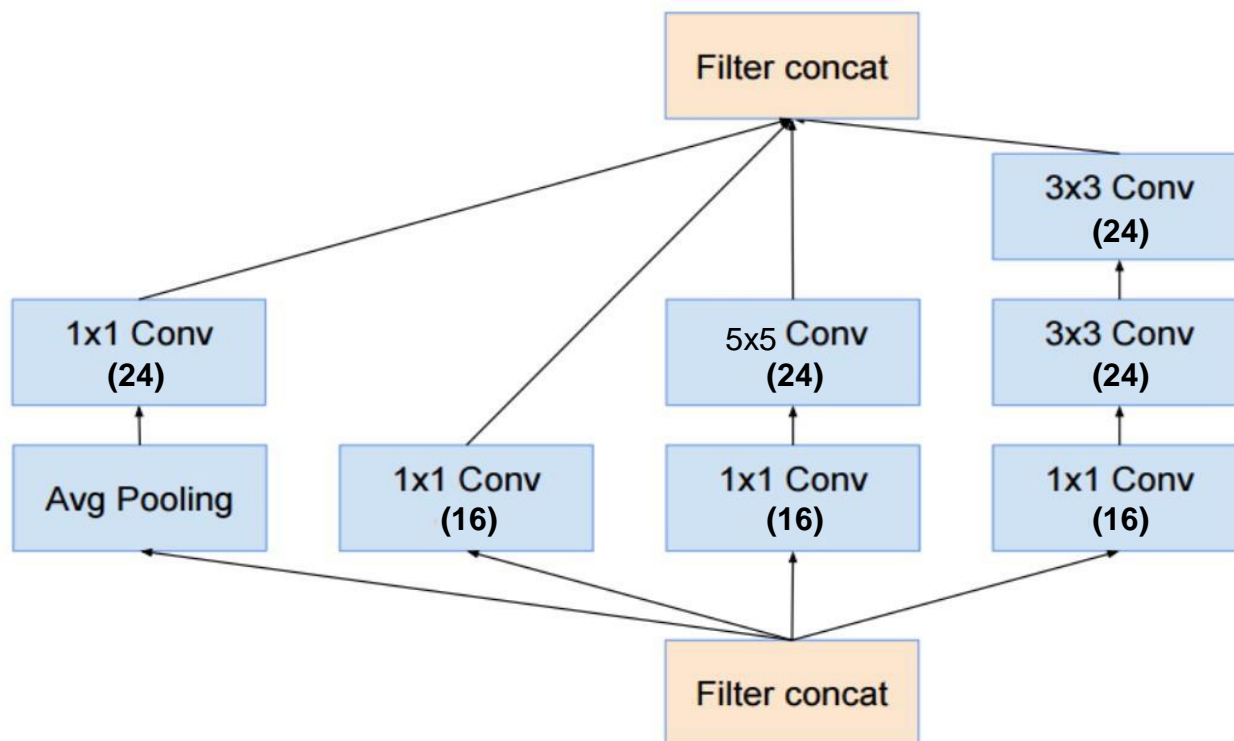 Filter concat
3x3 Conv
(24)
1x1 Conv
(24)
5x5 Conv
(24)
3x3 Conv
(24)
Avg Pooling
1x1 Conv
(16)
1x1 Conv
(16)
1x1 Conv
(16)
Filter concat